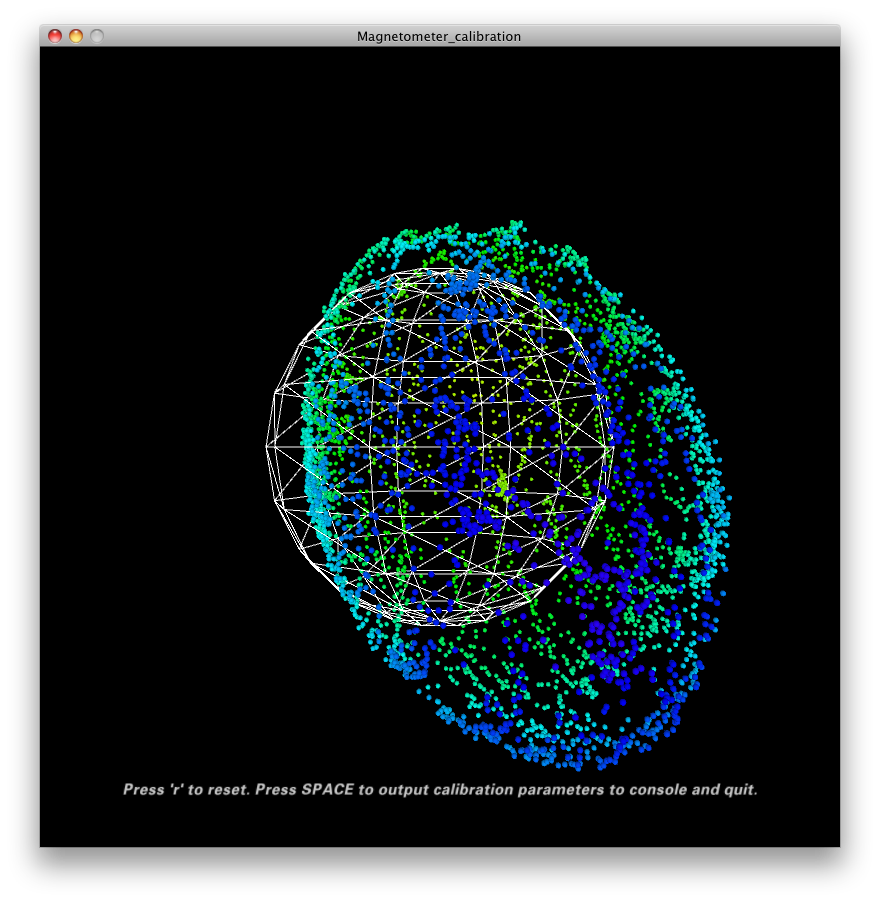 Magnetometer_calibration
Press 'r' to reset. Press SPACE to output calibration parameters to console and quit.